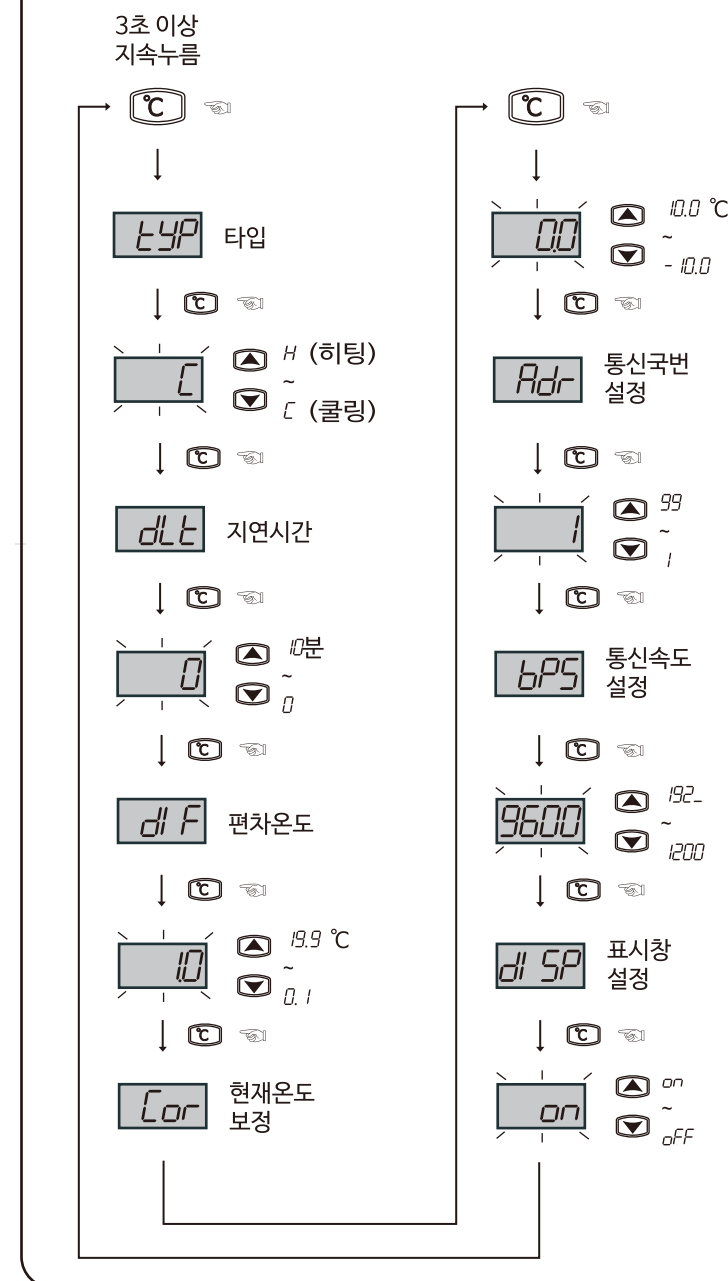 3초 이상
지속누름
℃
typ
타입
℃
C
H (히팅)
~
C (쿨링)
℃
dLt
지연시간
℃
0
10분
~
0
℃
dIF
편차온도
℃
1.0
19.9 ℃
~
0.1
℃
Cor
현재온도
보정
℃
0.0
10.0 ℃
~
-10.0
℃
Adr
통신국번
설정
℃
1
99
~
1
℃
bPS
통신속도
설정
℃
9600
192_
~
1200
℃
dISP
표시창
설정
℃
on
on
~
oFF